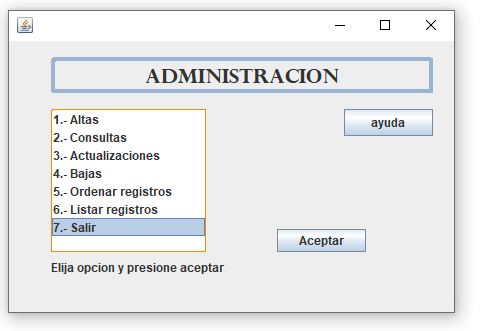 ADMINISTRACION
1.- Altas
2.- Consultas
3.- Actualizaciones
4.- Bajas
5.- Ordenar registros
6.- Listar registros
7.- Salir
ayuda
Aceptar
Elija opcion y presione aceptar